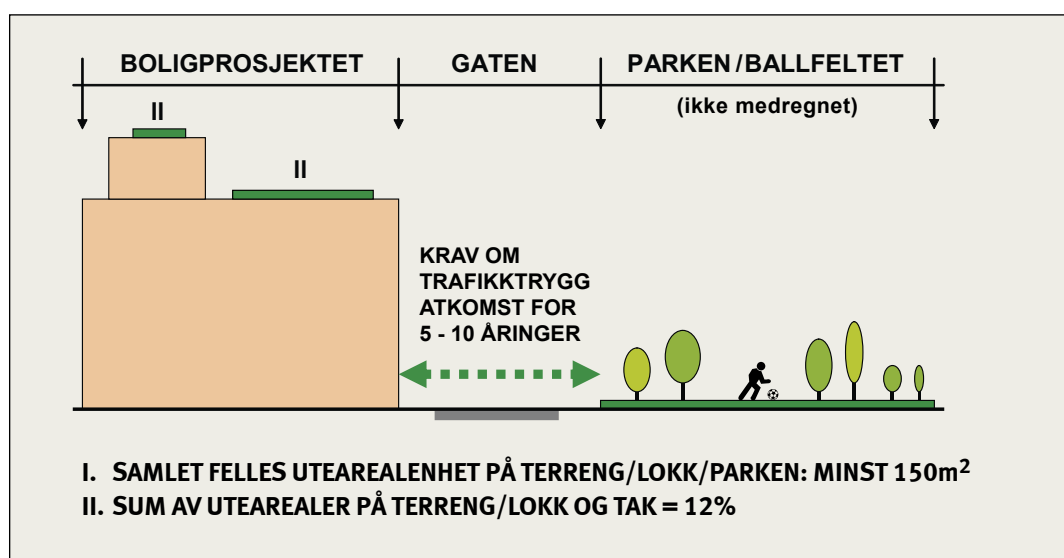 BOLIGPROSJEKTET GATEN PARKEN/BALLFELTET
(ikke medregnet)
II
II
KRAV OM
TRAFIKKTRYGG
ATKOMST FOR
5 - 10 ÅRINGER
I. SAMLET FELLES UTEAREALENHET PÅ TERRENG/LOKK/PARKEN: MINST 150m²
II. SUM AV UTEAREALER PÅ TERRENG/LOKK OG TAK = 12%